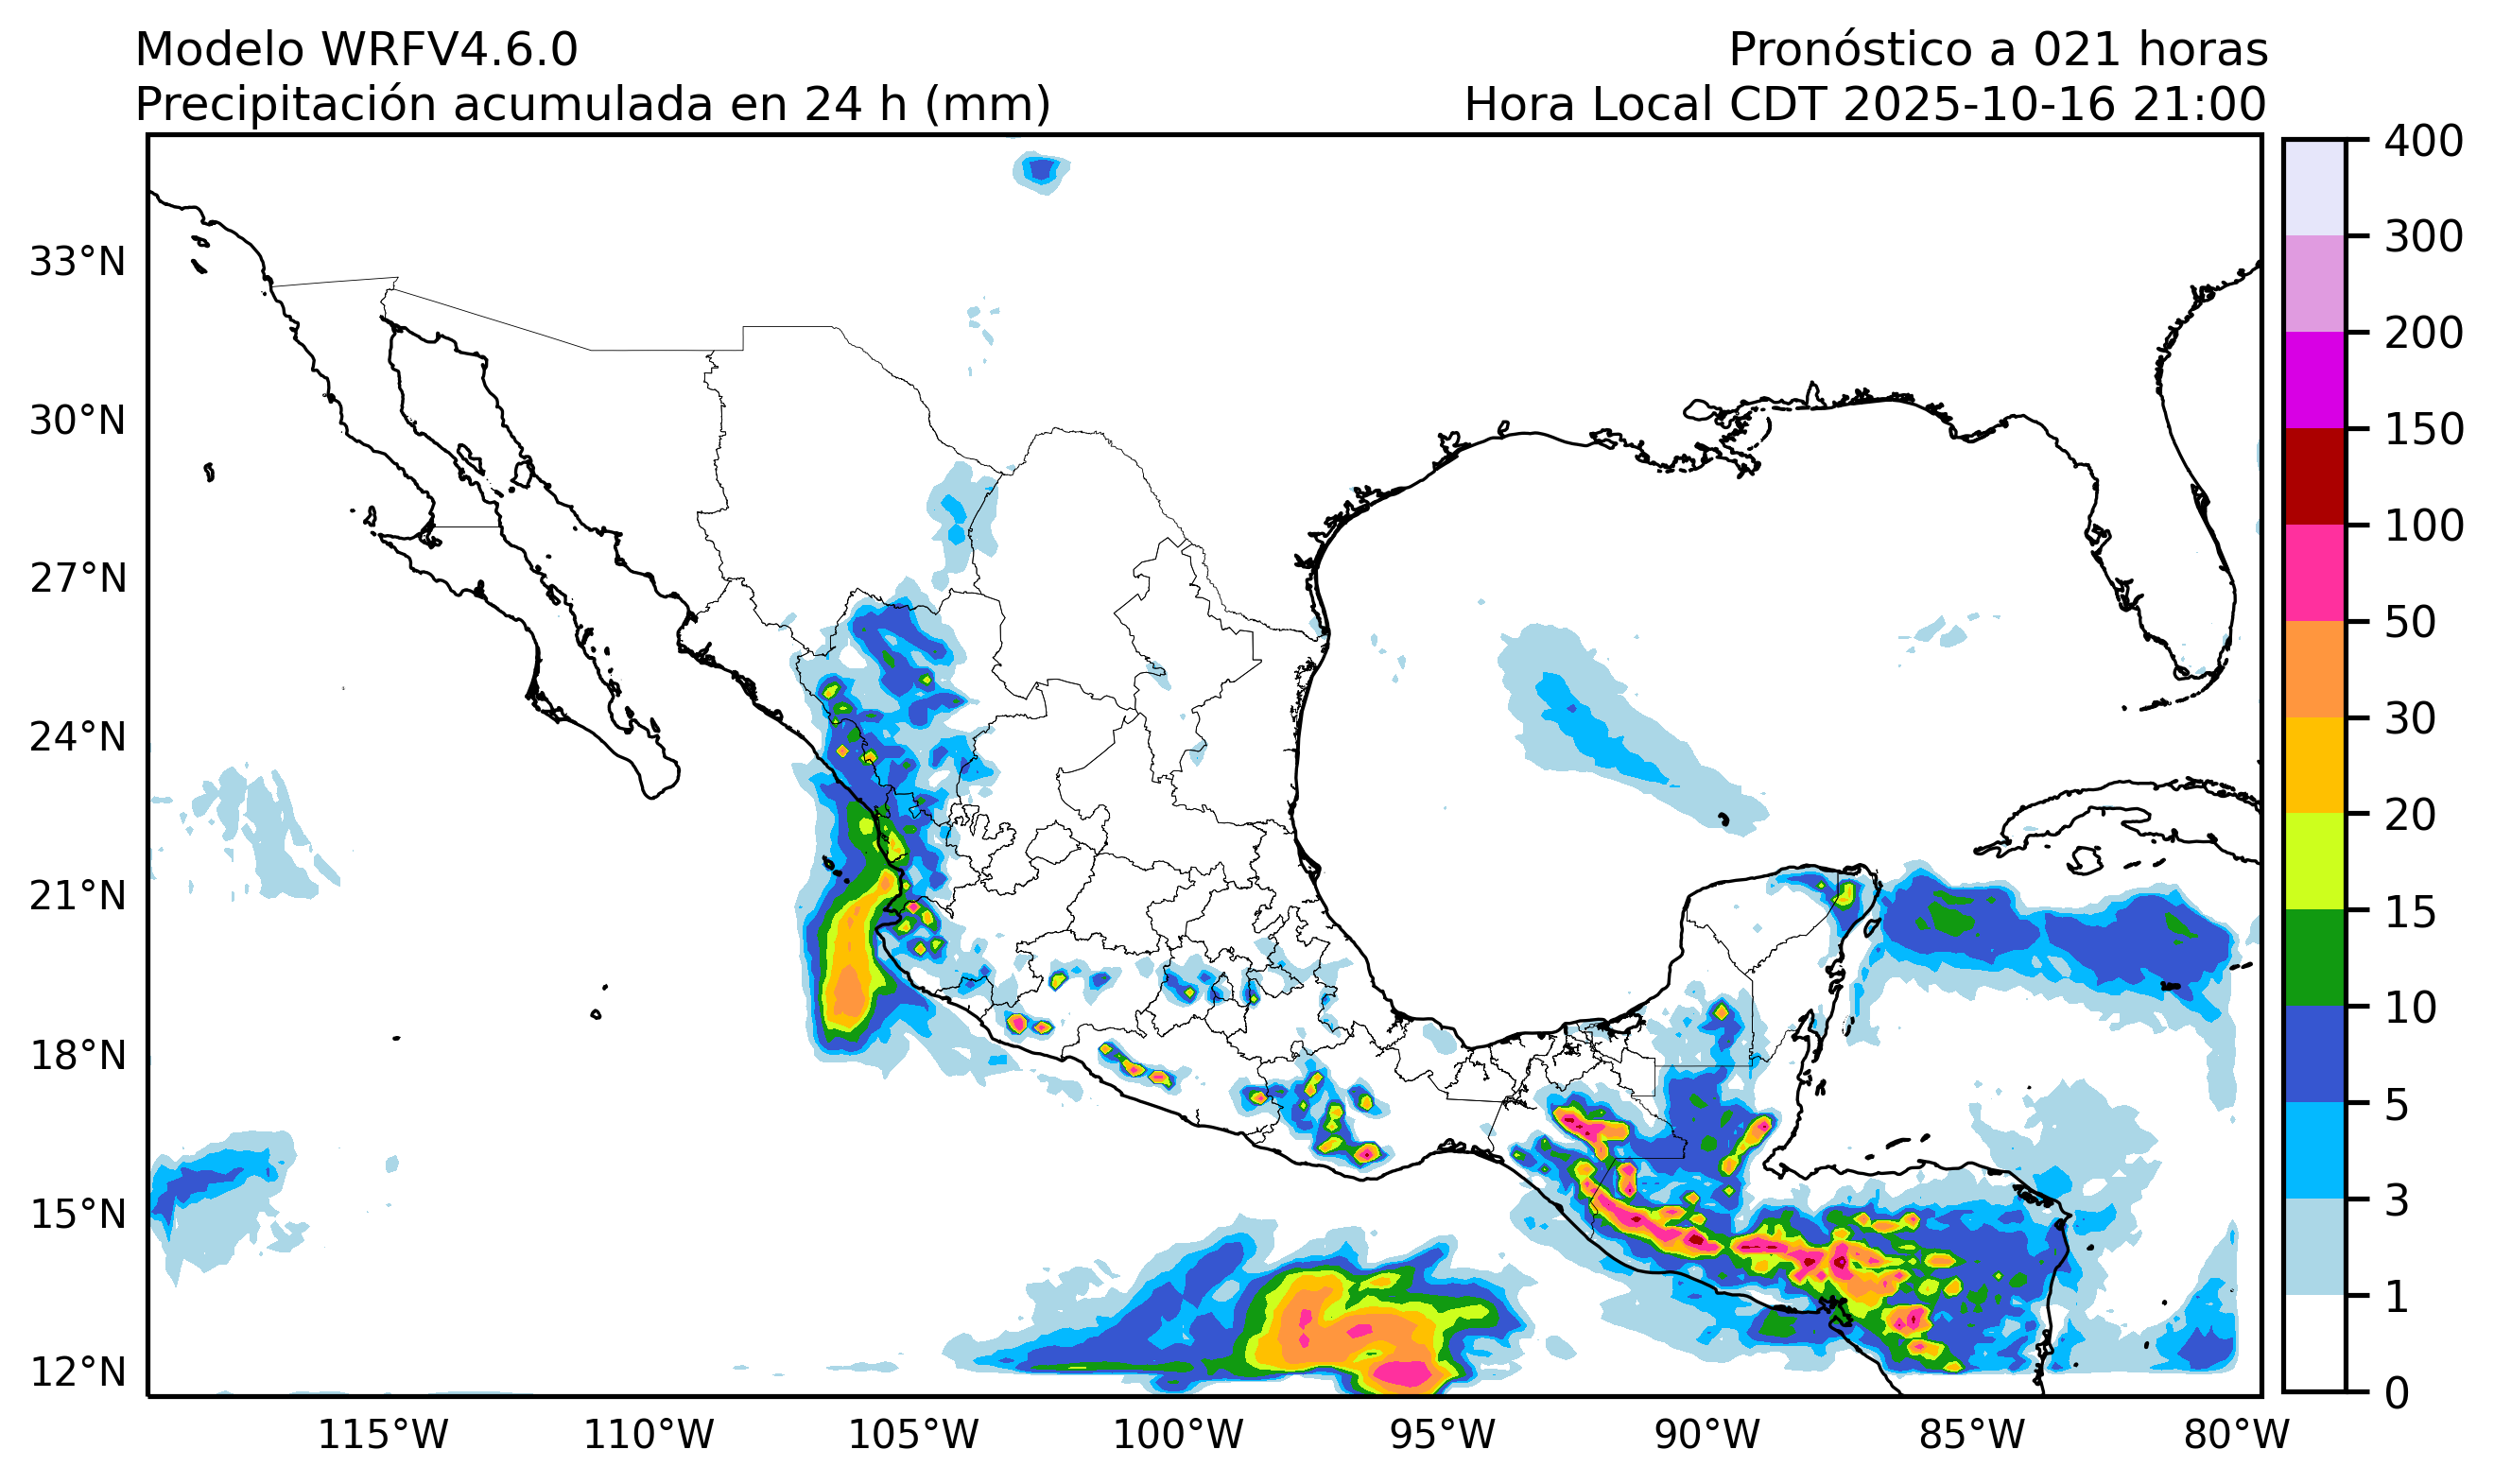 Modelo WRFV4.6.0
Pronóstico a 021 horas
Precipitación acumulada en 24 h (mm)
Hora Local CDT 2025-10-16 21:00
33°N
30°N
27°N
24°N
21°N
18°N
15°N
12°N
115°W
110°W
105°W
100°W
95°W
90°W
85°W
80°W
400
300
200
150
100
50
30
20
15
10
5
3
1
0